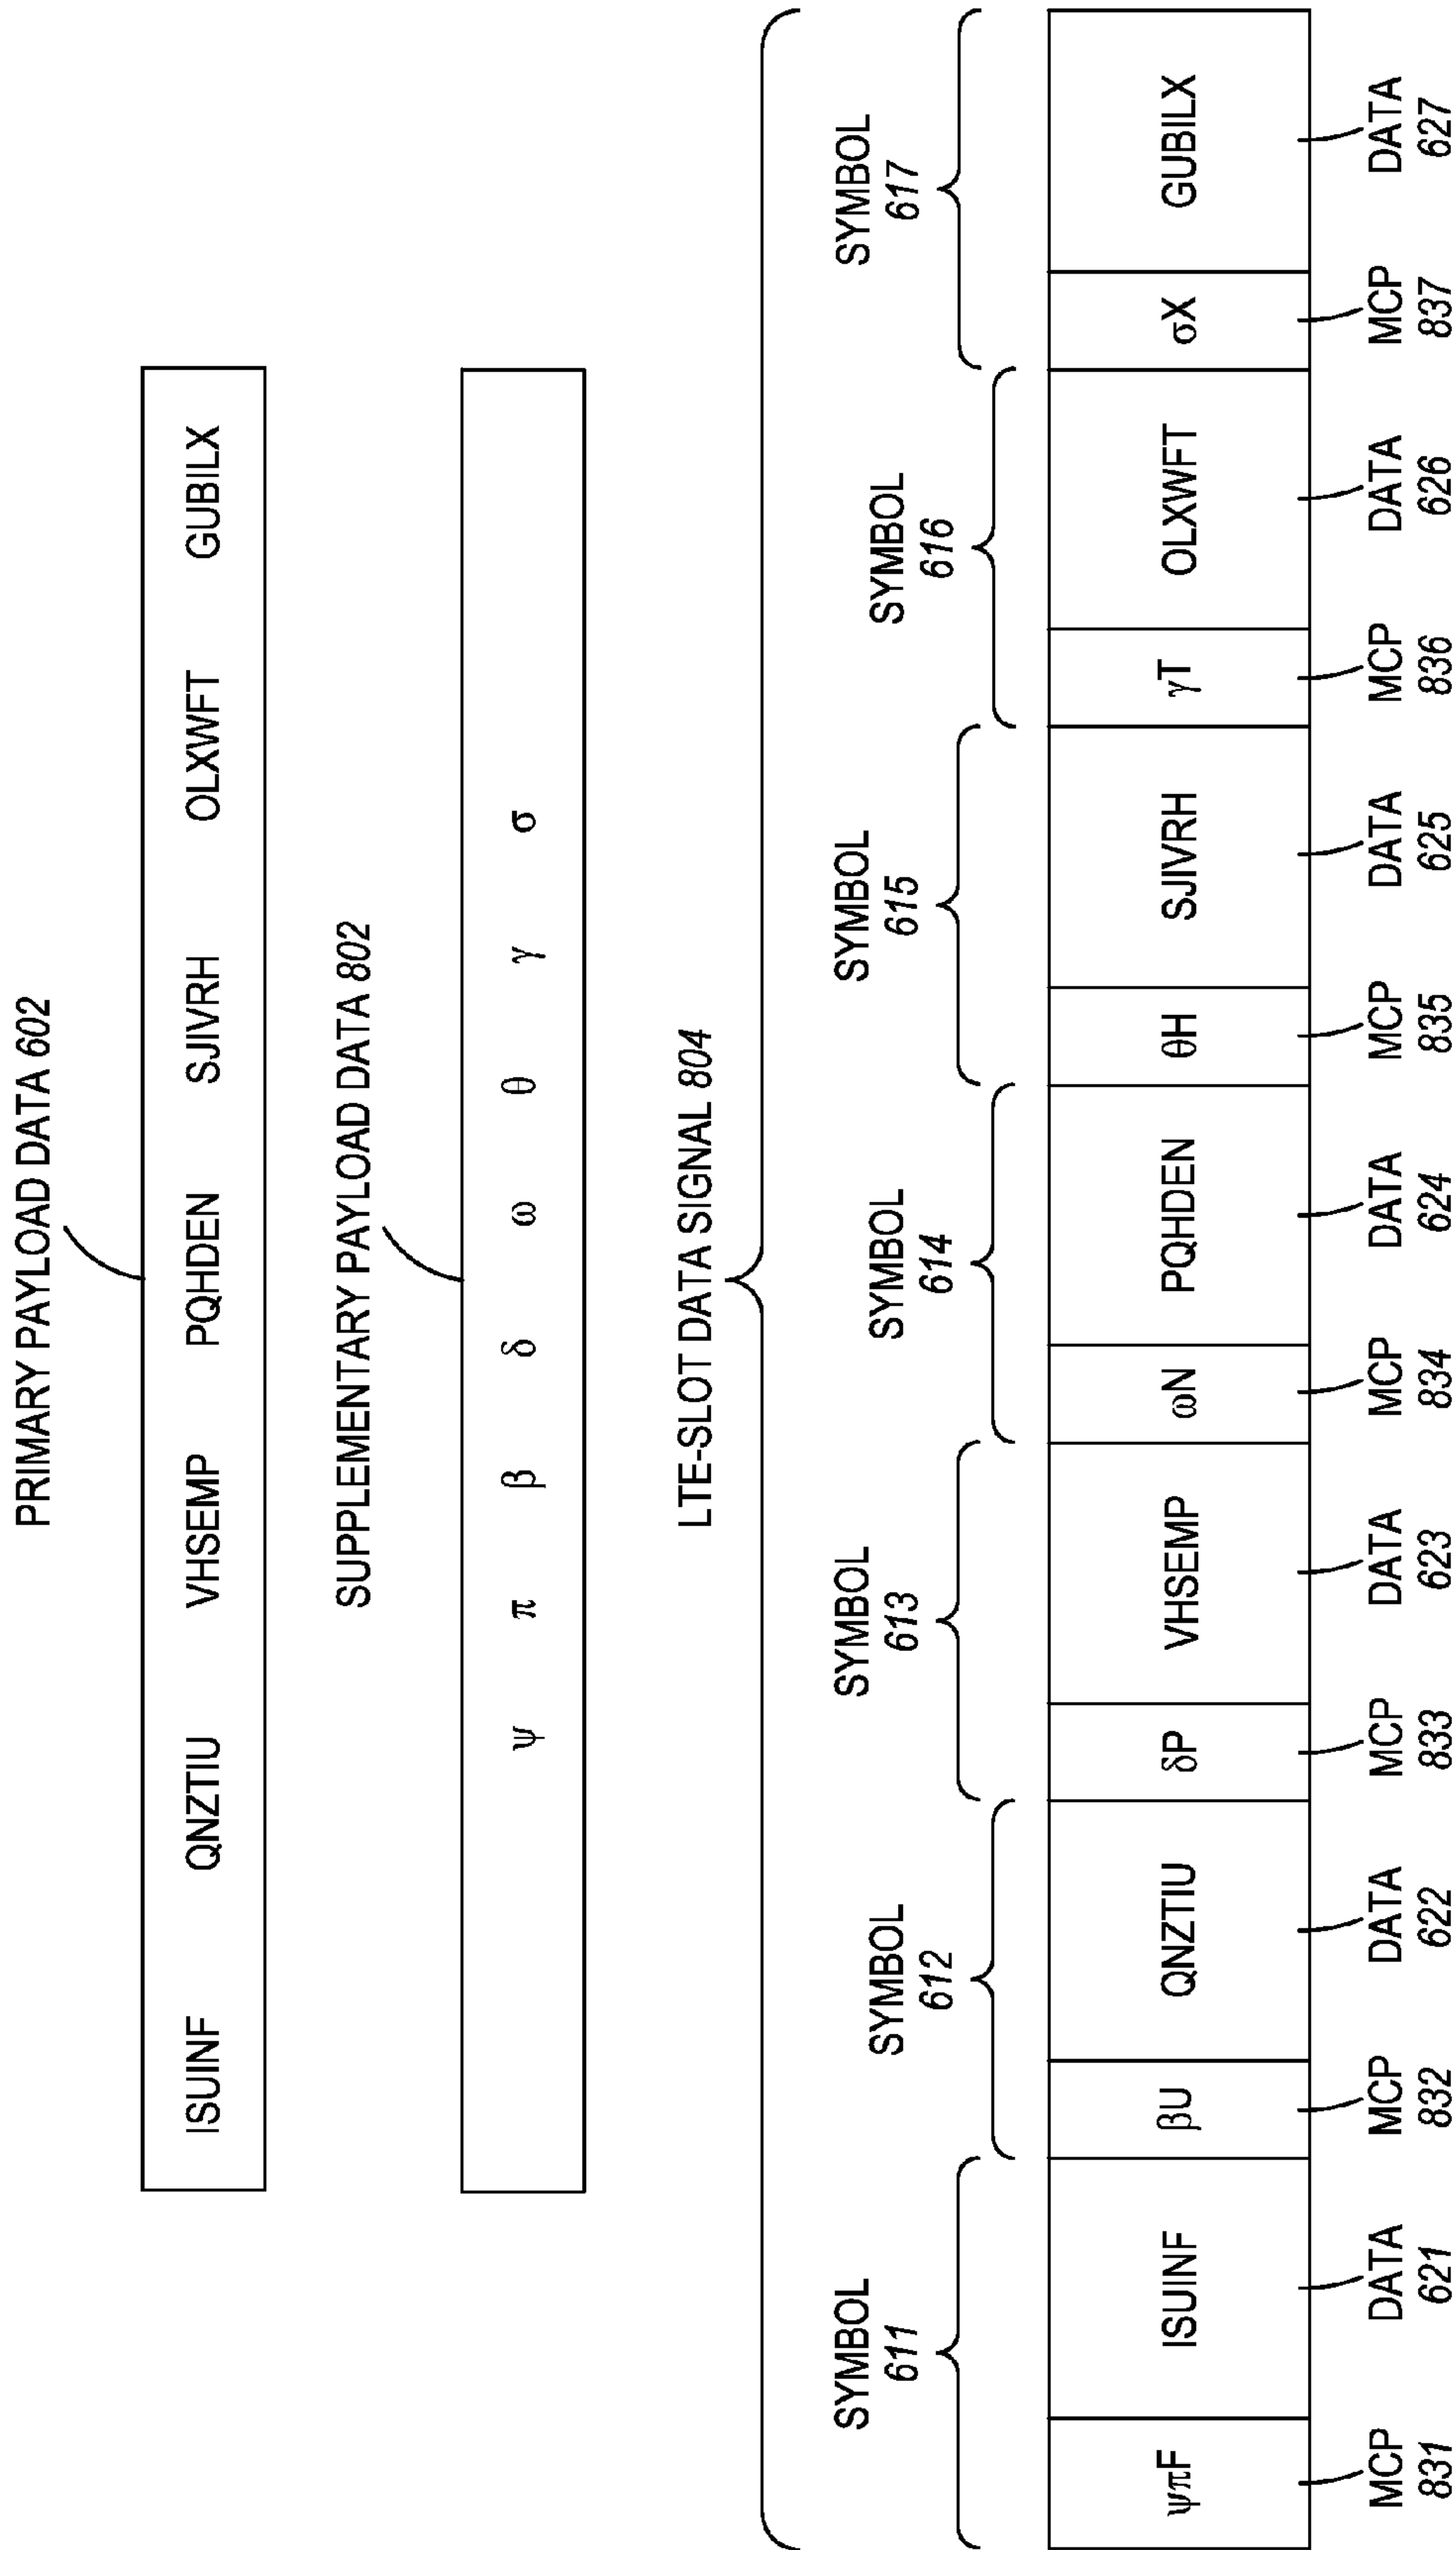 PRIMARY PAYLOAD DATA 602
ISUINF QNZTIU VHSEMP PQHDEN SJIVRH OLXWFT GUBILX
SUPPLEMENTARY PAYLOAD DATA 802
ψ π β δ ω θ γ σ
LTE-SLOT DATA SIGNAL 804
SYMBOL 611
SYMBOL 612
SYMBOL 613
SYMBOL 614
SYMBOL 615
SYMBOL 616
SYMBOL 617
ψπF ISUINF βU QNZTIU δP VHSEMP ωN PQHDEN θH SJIVRH γT OLXWFT σX GUBILX
MCP DATA MCP DATA MCP DATA MCP DATA MCP DATA MCP DATA MCP DATA
831 621 832 622 833 623 834 624 835 625 836 626 837 627